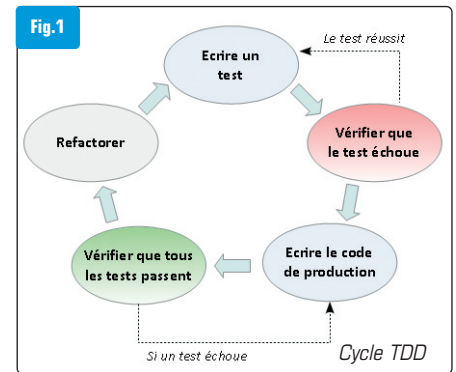 Fig.1
Le test réussit
Ecrire un
test
Vérifier que
le test échoue
Refactorer
Ecrire le code
de production
Vérifier que tous
les tests passent
Si un test échoue
Cycle TDD